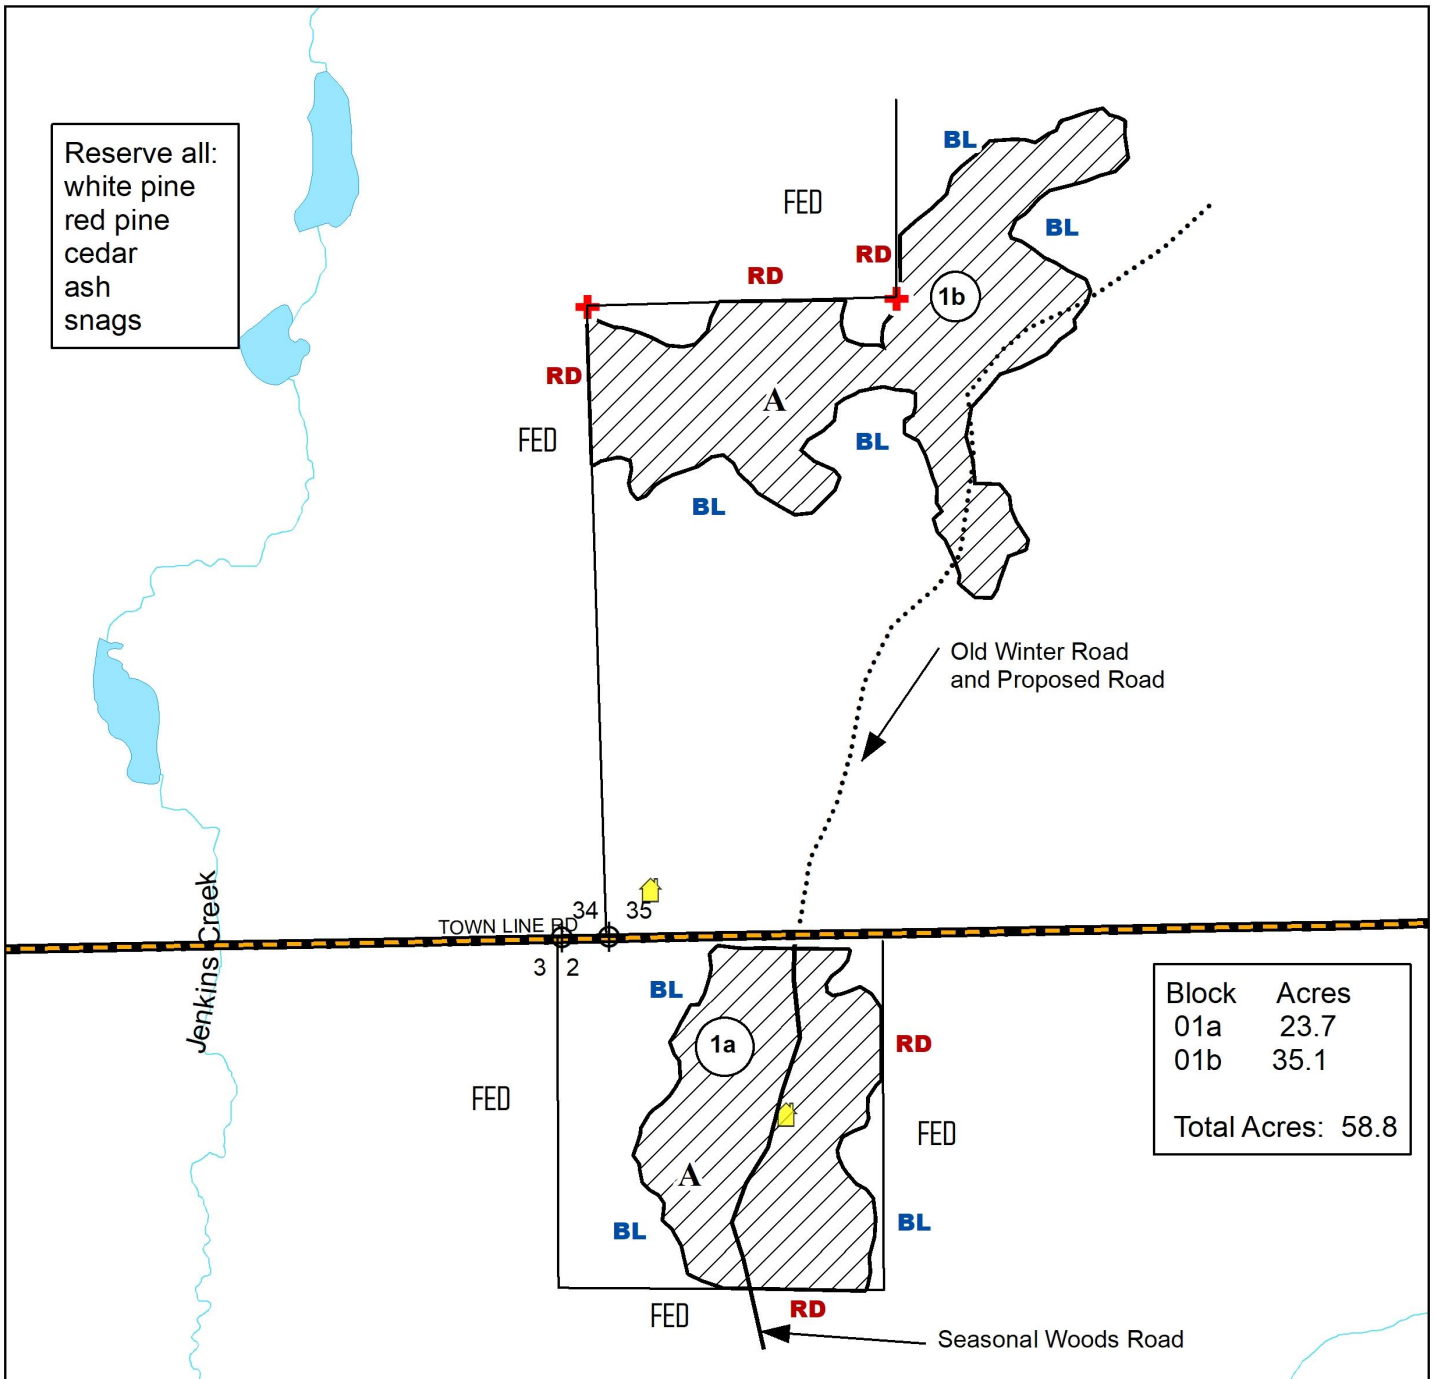 Reserve all:
white pine
red pine
cedar
ash
snags
BL
FED
BL
RD
RD
1b
RD
A
FED
BL
BL
Old Winter Road
and Proposed Road
Jenkins Creek
TOWN LINE RD
34 35
3 2
BL
1a
RD
FED
FED
A
BL
BL
FED
RD
Seasonal Woods Road
Block Acres
01a 23.7
01b 35.1
Total Acres: 58.8